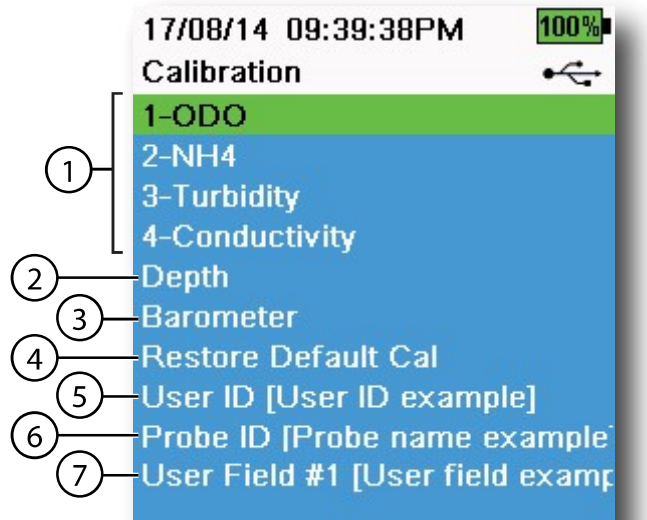 17/08/14 09:39:38PM 100%
Calibration
1-ODO
2-NH4
3-Turbidity
4-Conductivity
Depth
Barometer
Restore Default Cal
User ID [User ID example]
Probe ID [Probe name example
User Field #1 [User field examp
1
2
3
4
5
6
7